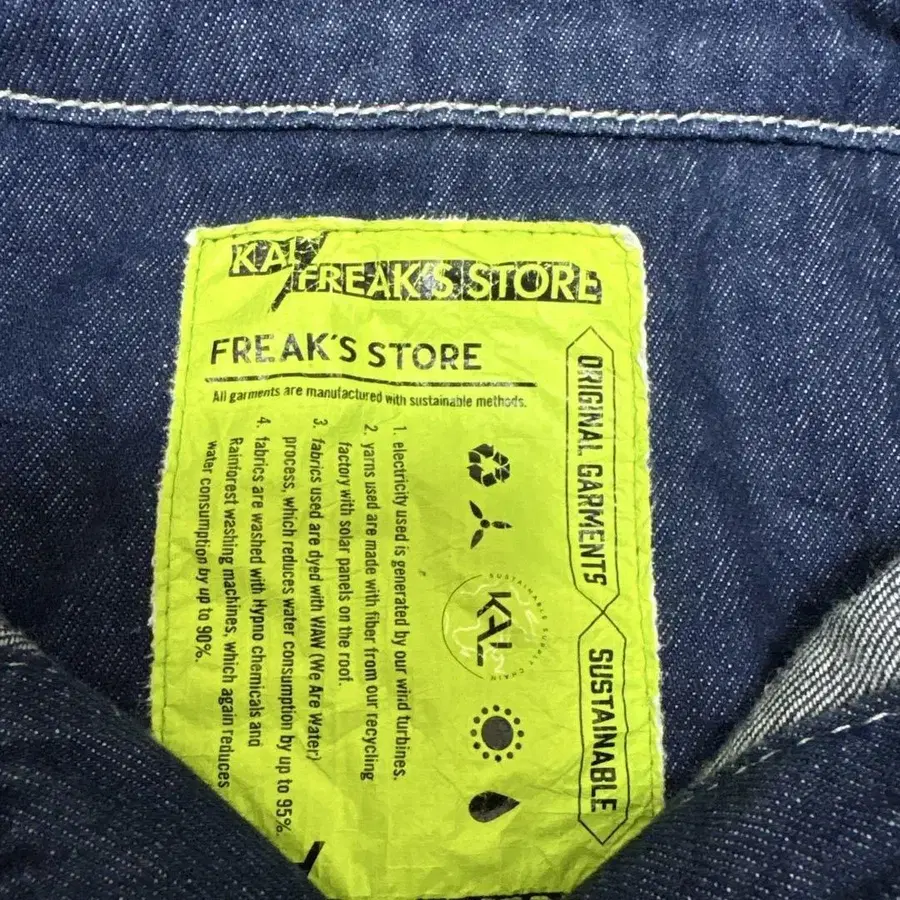 KAL
FREAK'S STORE
FREAK'S STORE
All garments are manufactured with sustainable methods.
ORIGINAL GARMENTS
SUSTAINABLE
SUSTAINABLE SUPPLY CHAIN
KAL
1. electricity used is generated by our wind turbines.
2. yarns used are made with fiber from our recycling
factory with solar panels on the roof.
3. fabrics used are dyed with WAW (We Are Water)
process, which reduces water consumption by up to 95%.
4. fabrics are washed with Hypno chemicals and
Rainforest washing machines, which again reduces
water consumption by up to 90%.